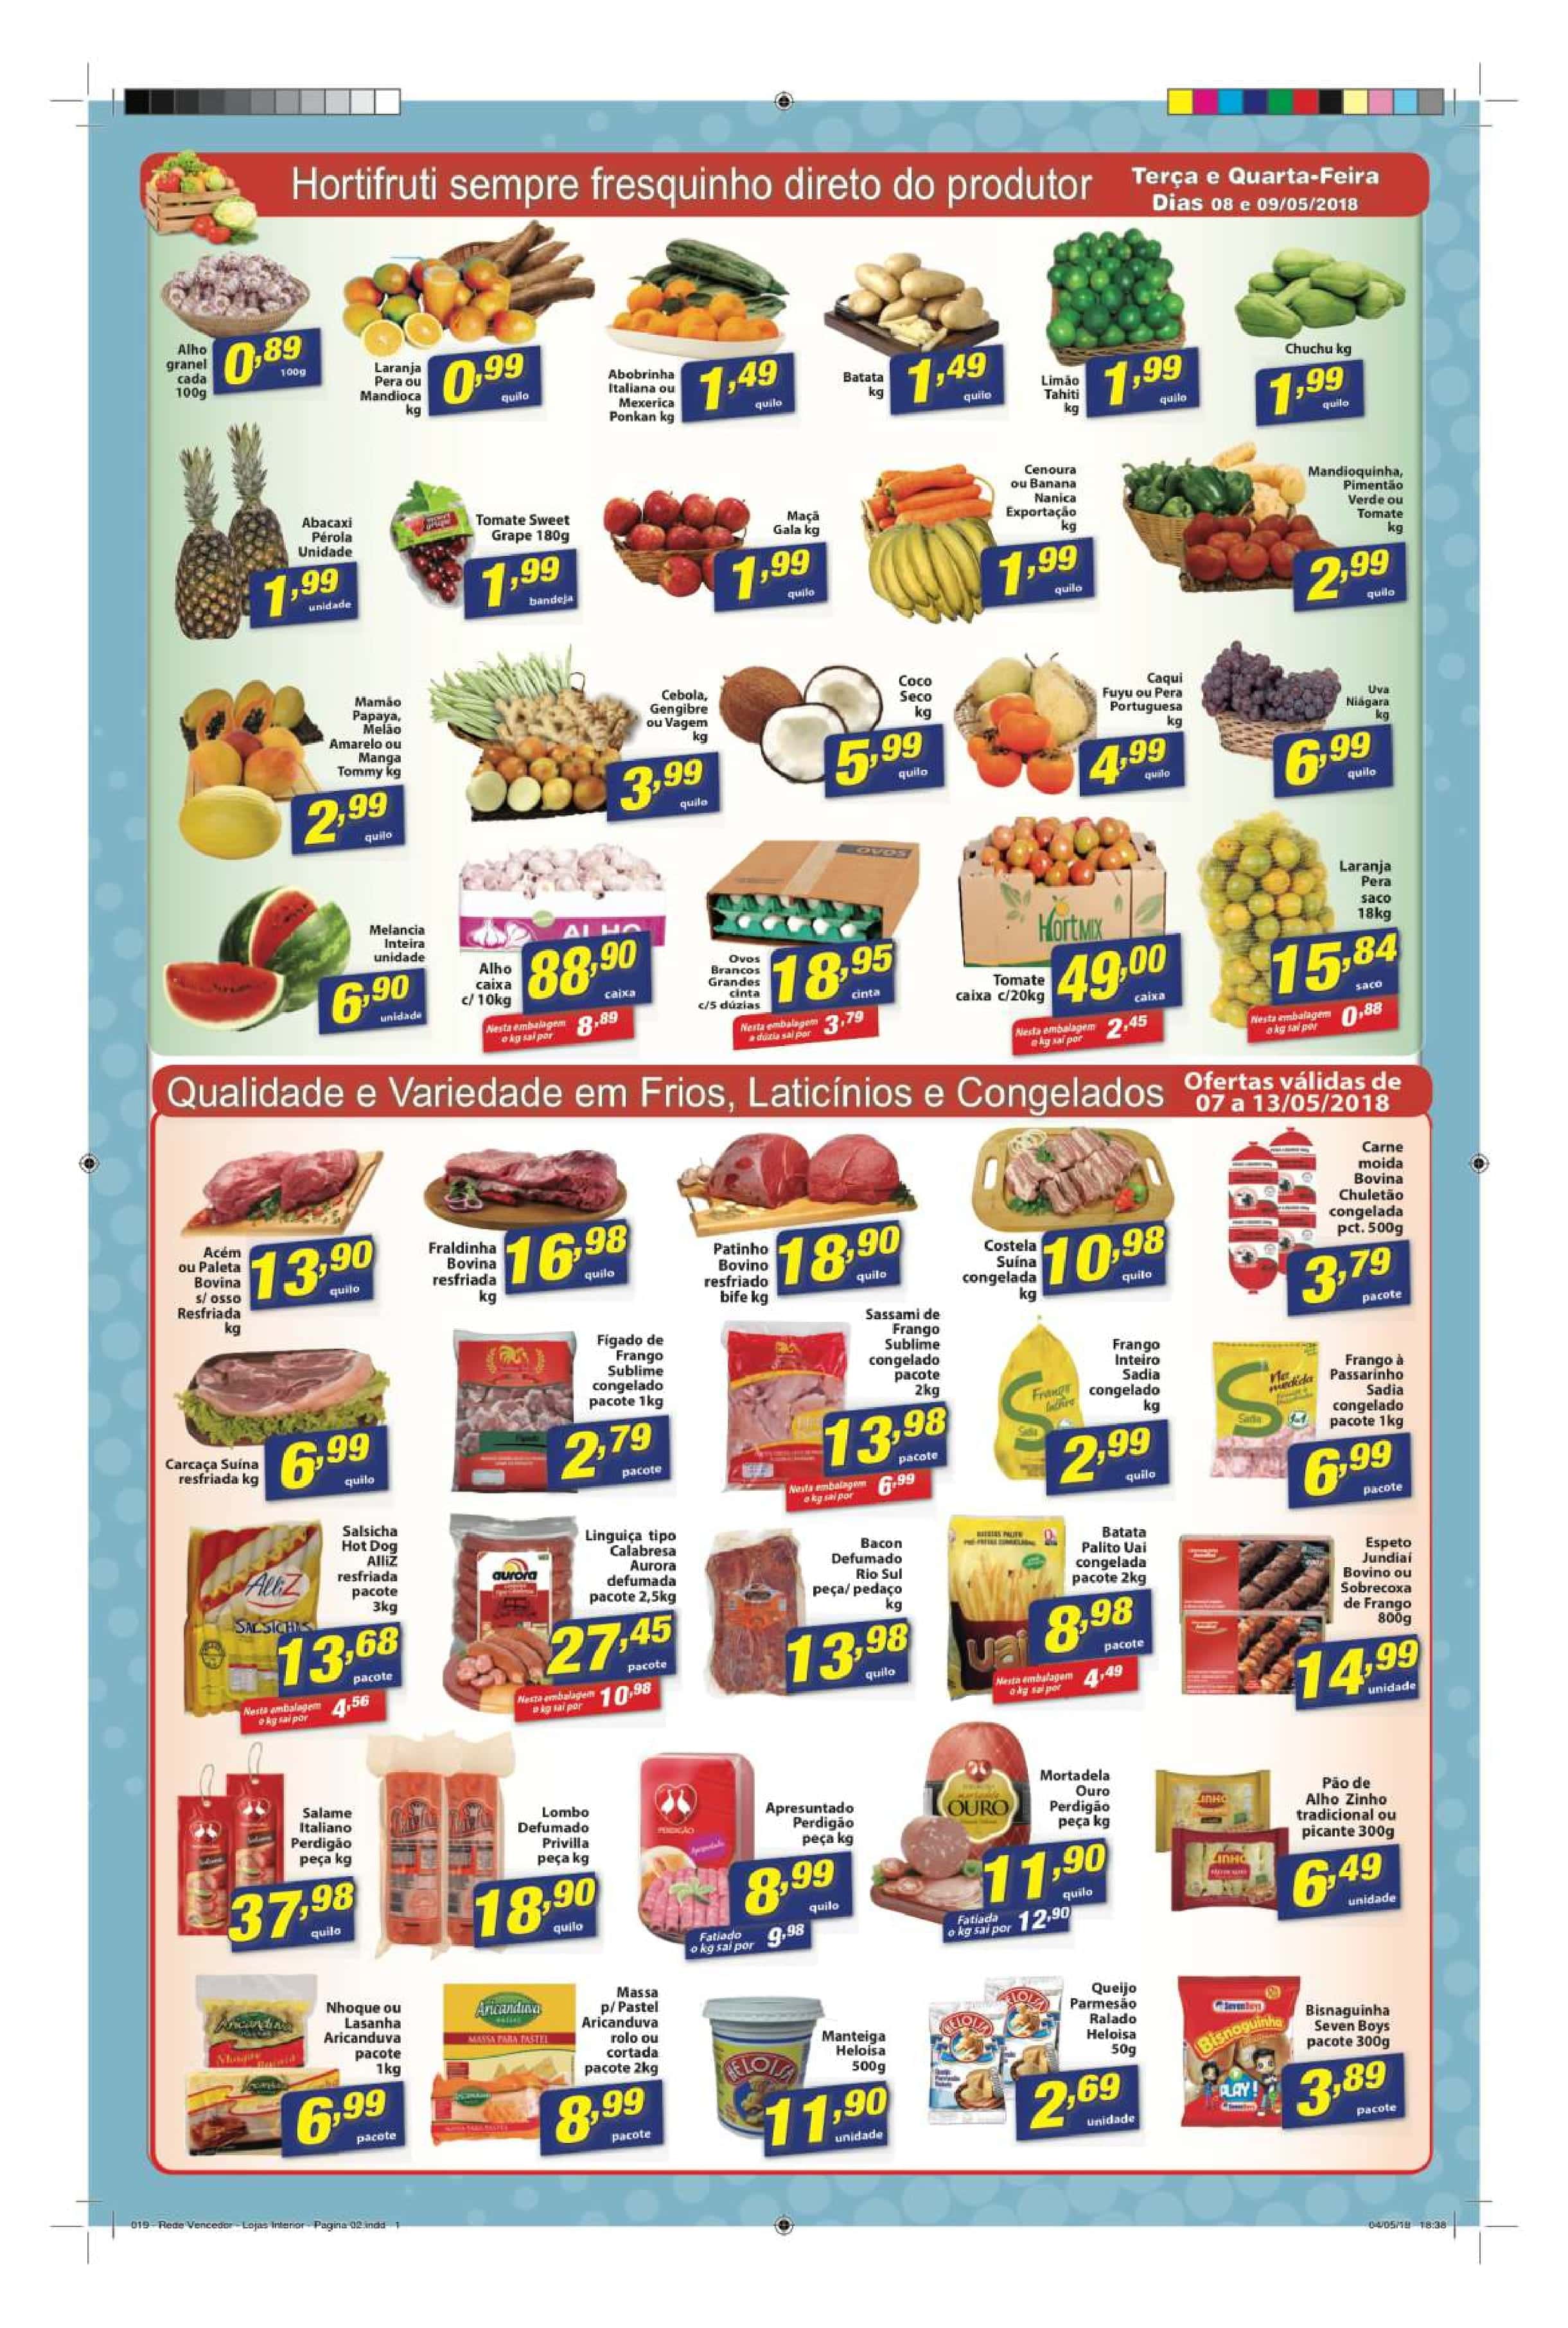 Hortifruti sempre fresquinho direto do produtor
Terça e Quarta-Feira
Dias 08 e 09/05/2018
Alho
granel
cada
100g
0,89
100g
Laranja
Pera ou
Mandioca
kg
0,99
quilo
Abobrinha
Italiana ou
Mexerica
Ponkan kg
1,49
quilo
Batata
kg
1,49
quilo
Limão
Tahiti
kg
1,99
quilo
Chuchu kg
1,99
quilo
Abacaxi
Pérola
Unidade
1,99
unidade
Tomate Sweet
Grape 180g
1,99
bandeja
Maçã
Gala kg
1,99
quilo
Cenoura
ou Banana
Nanica
Exportação
kg
1,99
quilo
Mandioquinha,
Pimentão
Verde ou
Tomate
kg
2,99
quilo
Mamão
Papaya,
Melão
Amarelo ou
Manga
Tommy kg
2,99
quilo
Cebola,
Gengibre
ou Vagem
kg
3,99
quilo
Coco
Seco
kg
5,99
quilo
Caqui
Fuyu ou Pera
Portuguesa
kg
4,99
quilo
Uva
Niágara
kg
6,99
quilo
Melancia
Inteira
unidade
6,90
unidade
ALHO
Alho
caixa
c/ 10kg
88,90
caixa
Nesta embalagem
o kg sai por
8,89
OVOS
Ovos
Brancos
Grandes
cinta
c/5 dúzias
18,95
cinta
Nesta embalagem
a dúzia sai por
3,79
HortMIX
Tomate
caixa c/20kg
49,00
caixa
Nesta embalagem
o kg sai por
2,45
Laranja
Pera
saco
18kg
15,84
saco
Nesta embalagem
o kg sai por
0,88
Qualidade e Variedade em Frios, Laticínios e Congelados
Ofertas válidas de
07 a 13/05/2018
Acém
ou Paleta
Bovina
s/ osso
Resfriada
kg
13,90
quilo
Fraldinha
Bovina
resfriada
kg
16,98
quilo
Patinho
Bovino
resfriado
bife kg
18,90
quilo
Costela
Suína
congelada
kg
10,98
quilo
Carne
moida
Bovina
Chuletão
congelada
pct. 500g
3,79
pacote
Carcaça Suína
resfriada kg
6,99
quilo
Fígado de
Frango
Sublime
congelado
pacote 1kg
2,79
pacote
Sassami de
Frango
Sublime
congelado
pacote
2kg
13,98
pacote
Nesta embalagem
o kg sai por
6,99
Frango
Inteiro
Sadia
congelado
kg
2,99
quilo
Na
medida
Sadia
Frango à
Passarinho
Sadia
congelado
pacote 1kg
6,99
pacote
AlliZ
SALSICHAS
Salsicha
Hot Dog
AlliZ
resfriada
pacote
3kg
13,68
pacote
Nesta embalagem
o kg sai por
4,56
aurora
Linguiça tipo
Calabresa
Aurora
defumada
pacote 2,5kg
27,45
pacote
Nesta embalagem
o kg sai por
10,98
Bacon
Defumado
Rio Sul
peça/ pedaço
kg
13,98
quilo
uai
Batata
Palito Uai
congelada
pacote 2kg
8,98
pacote
Nesta embalagem
o kg sai por
4,49
Espeto
Jundiaí
Bovino ou
Sobrecoxa
de Frango
800g
14,99
unidade
Salame
Italiano
Perdigão
peça kg
37,98
quilo
Lombo
Defumado
Privilla
peça kg
18,90
quilo
PERDIGÃO
Apresuntado
Perdigão
peça kg
8,99
quilo
Fatiado
o kg sai por
9,98
OURO
Mortadela
Ouro
Perdigão
peça kg
11,90
quilo
Fatiada
o kg sai por
12,90
ZINHO
Pão de
Alho Zinho
tradicional ou
picante 300g
6,49
unidade
Aricanduva
Nhoque ou
Lasanha
Aricanduva
pacote
1kg
6,99
pacote
Aricanduva
MASSA PARA PASTEL
Massa
p/ Pastel
Aricanduva
rolo ou
cortada
pacote 2kg
8,99
pacote
HELOISA
Manteiga
Heloísa
500g
11,90
unidade
HELOISA
Queijo
Parmesão
Ralado
Heloisa
50g
2,69
unidade
SevenBoys
Bisnaguinha
PLAY!
Bisnaguinha
Seven Boys
pacote 300g
3,89
pacote
019 - Rede Vencedor - Lojas Interior - Pagina 02.indd 1
04/05/18 18:38